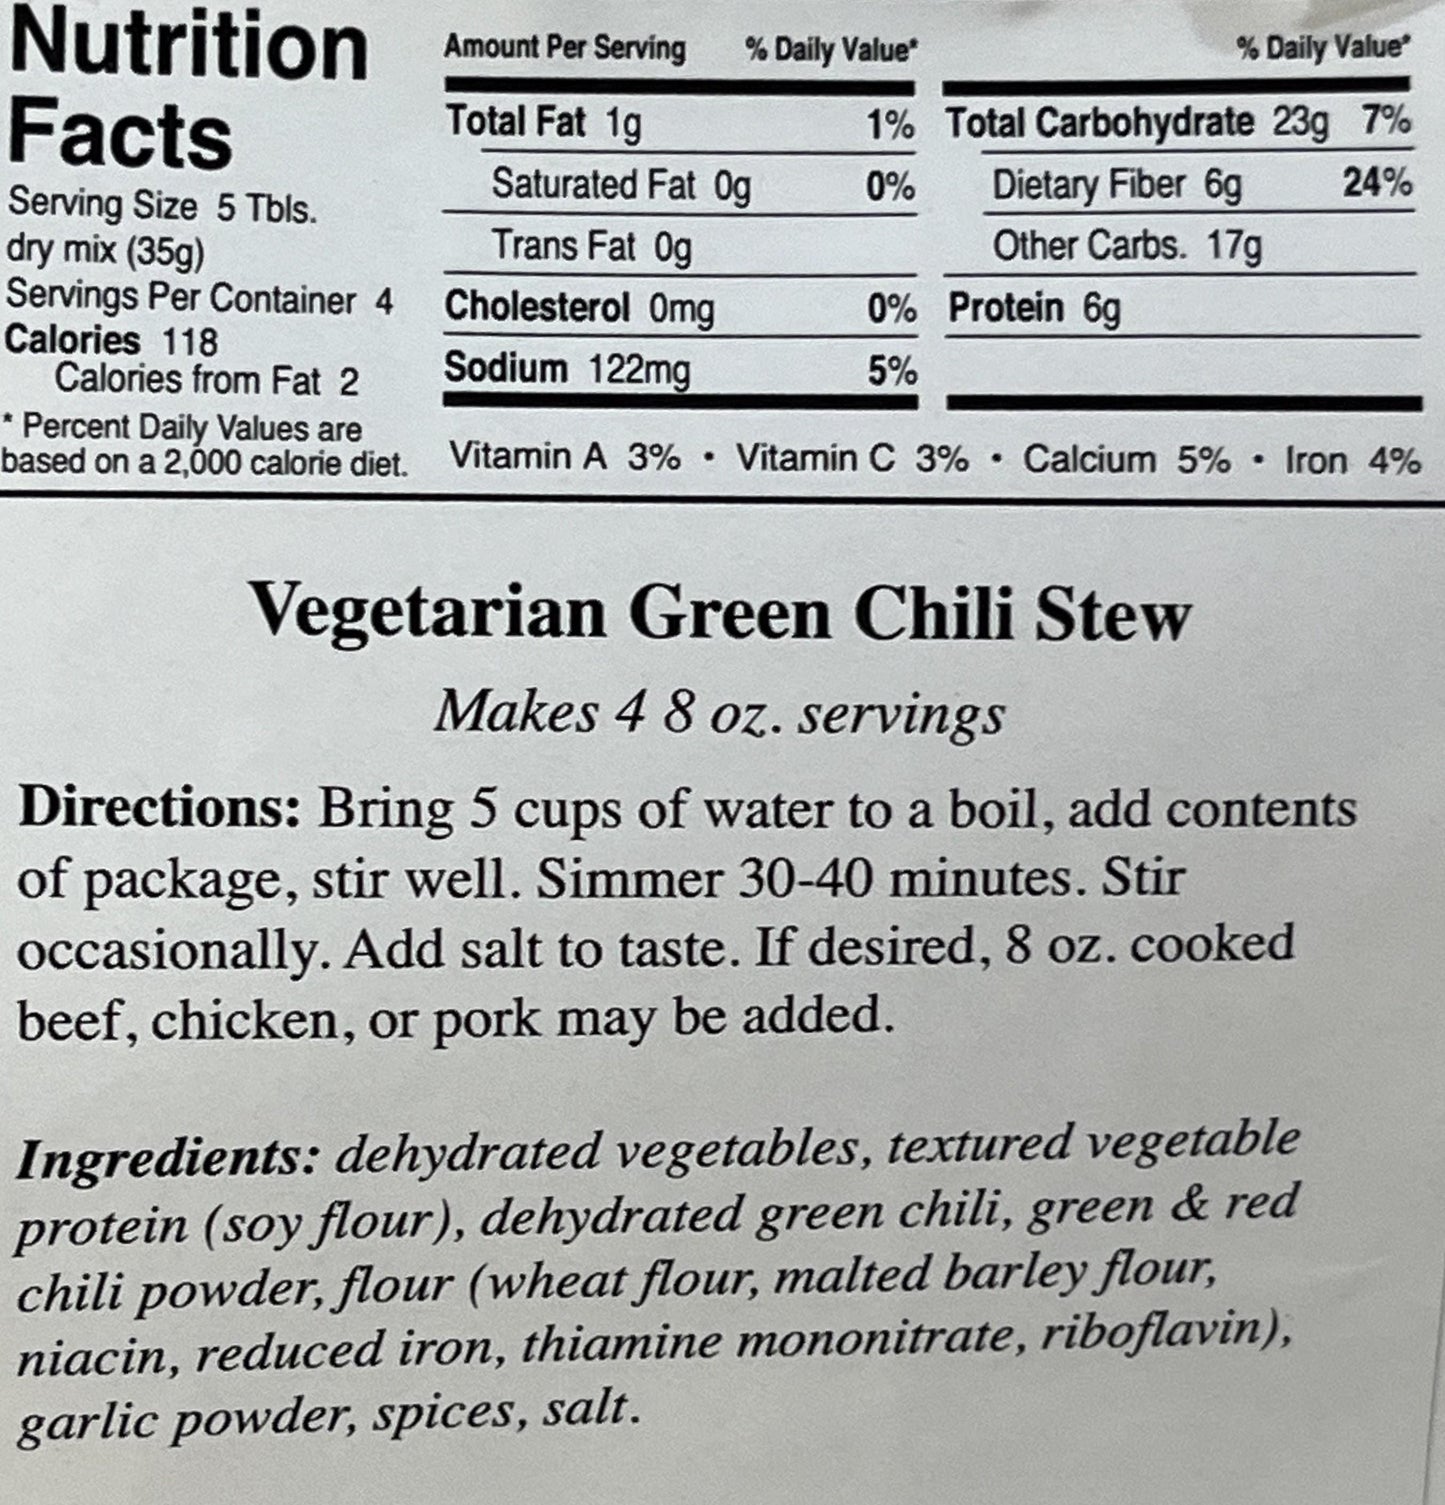 Nutrition
Facts
Serving Size 5 Tbls.
dry mix (35g)
Servings Per Container 4
Calories 118
Calories from Fat 2
* Percent Daily Values are
based on a 2,000 calorie diet.
Amount Per Serving % Daily Value*
Total Fat 1g 1%
Saturated Fat 0g 0%
Trans Fat 0g
Cholesterol 0mg 0%
Sodium 122mg 5%
% Daily Value*
Total Carbohydrate 23g 7%
Dietary Fiber 6g 24%
Other Carbs. 17g
Protein 6g
Vitamin A 3% • Vitamin C 3% • Calcium 5% • Iron 4%
Vegetarian Green Chili Stew
Makes 4 8 oz. servings
Directions: Bring 5 cups of water to a boil, add contents
of package, stir well. Simmer 30-40 minutes. Stir
occasionally. Add salt to taste. If desired, 8 oz. cooked
beef, chicken, or pork may be added.
Ingredients: dehydrated vegetables, textured vegetable
protein (soy flour), dehydrated green chili, green & red
chili powder, flour (wheat flour, malted barley flour,
niacin, reduced iron, thiamine mononitrate, riboflavin),
garlic powder, spices, salt.